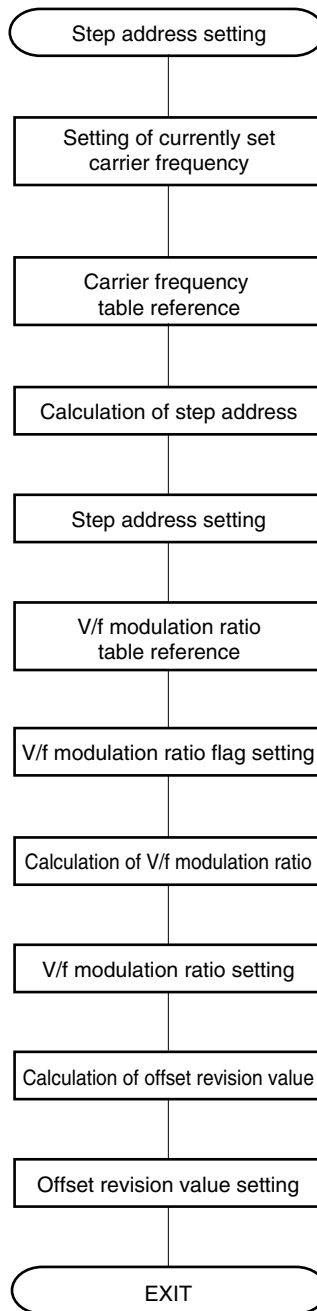 Step address setting
Setting of currently set
carrier frequency
Carrier frequency
table reference
Calculation of step address
Step address setting
V/f modulation ratio
table reference
V/f modulation ratio flag setting
Calculation of V/f modulation ratio
V/f modulation ratio setting
Calculation of offset revision value
Offset revision value setting
EXIT